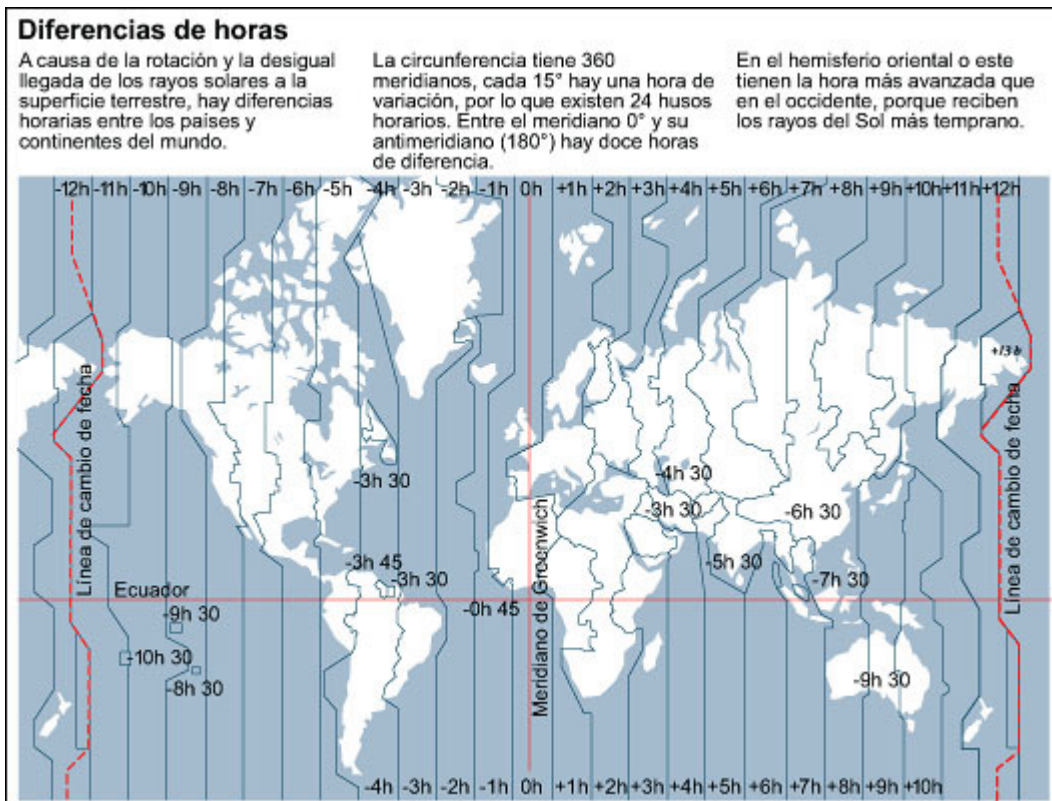 Diferencias de horas
A causa de la rotación y la desigual
llegada de los rayos solares a la
superficie terrestre, hay diferencias
horarias entre los países y
continentes del mundo.
La circunferencia tiene 360
meridianos, cada 15° hay una hora de
variación, por lo que existen 24 husos
horarios. Entre el meridiano 0° y su
antimeridiano (180°) hay doce horas
de diferencia.
En el hemisferio oriental o este
tienen la hora más avanzada que
en el occidente, porque reciben
los rayos del Sol más temprano.
-12h -11h -10h -9h -8h -7h -6h -5h -4h -3h -2h -1h 0h +1h +2h +3h +4h +5h +6h +7h +8h +9h +10h +11h +12h
+13 h
Línea de cambio de fecha
Línea de cambio de fecha
Meridiano de Greenwich
-3h 30
-4h 30
-3h 30
-6h 30
-3h 45
-3h 30
-5h 30
-7h 30
Ecuador
-0h 45
-9h 30
-10h 30
-8h 30
-9h 30
-4h -3h -2h -1h 0h +1h +2h +3h +4h +5h +6h +7h +8h +9h +10h